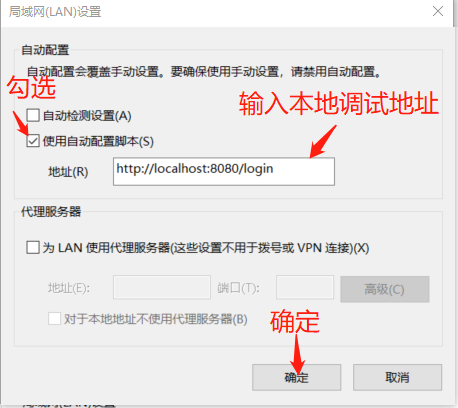 局域网(LAN)设置
自动配置
自动配置会覆盖手动设置。要确保使用手动设置，请禁用自动配置。
勾选
自动检测设置(A)
输入本地调试地址
使用自动配置脚本(S)
地址(R)
http://localhost:8080/login
代理服务器
为 LAN 使用代理服务器(这些设置不用于拨号或 VPN 连接)(X)
地址(E):
端口(T):
高级(C)
对于本地地址不使用代理服务器(B)
确定
确定
取消
局域网(LAN)设置